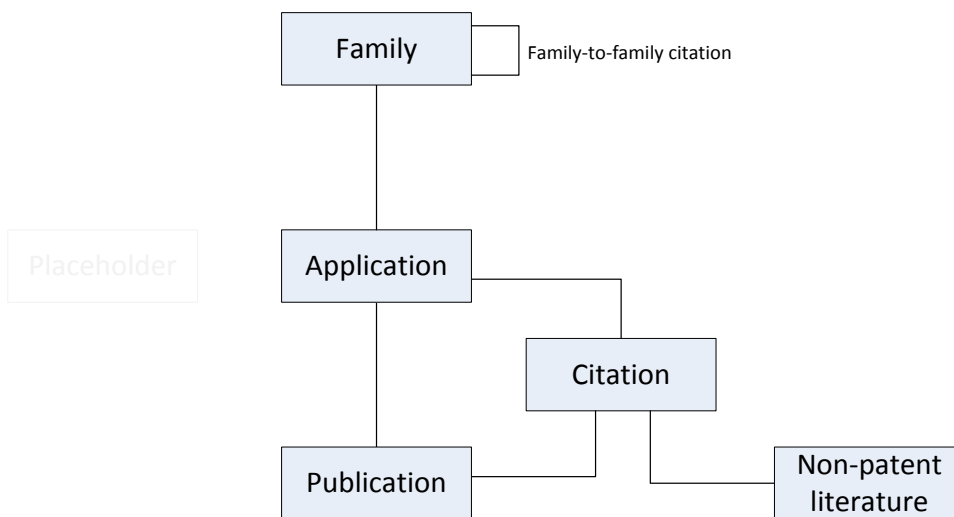 Family
Family-to-family citation
Placeholder
Application
Citation
Publication
Non-patent
literature